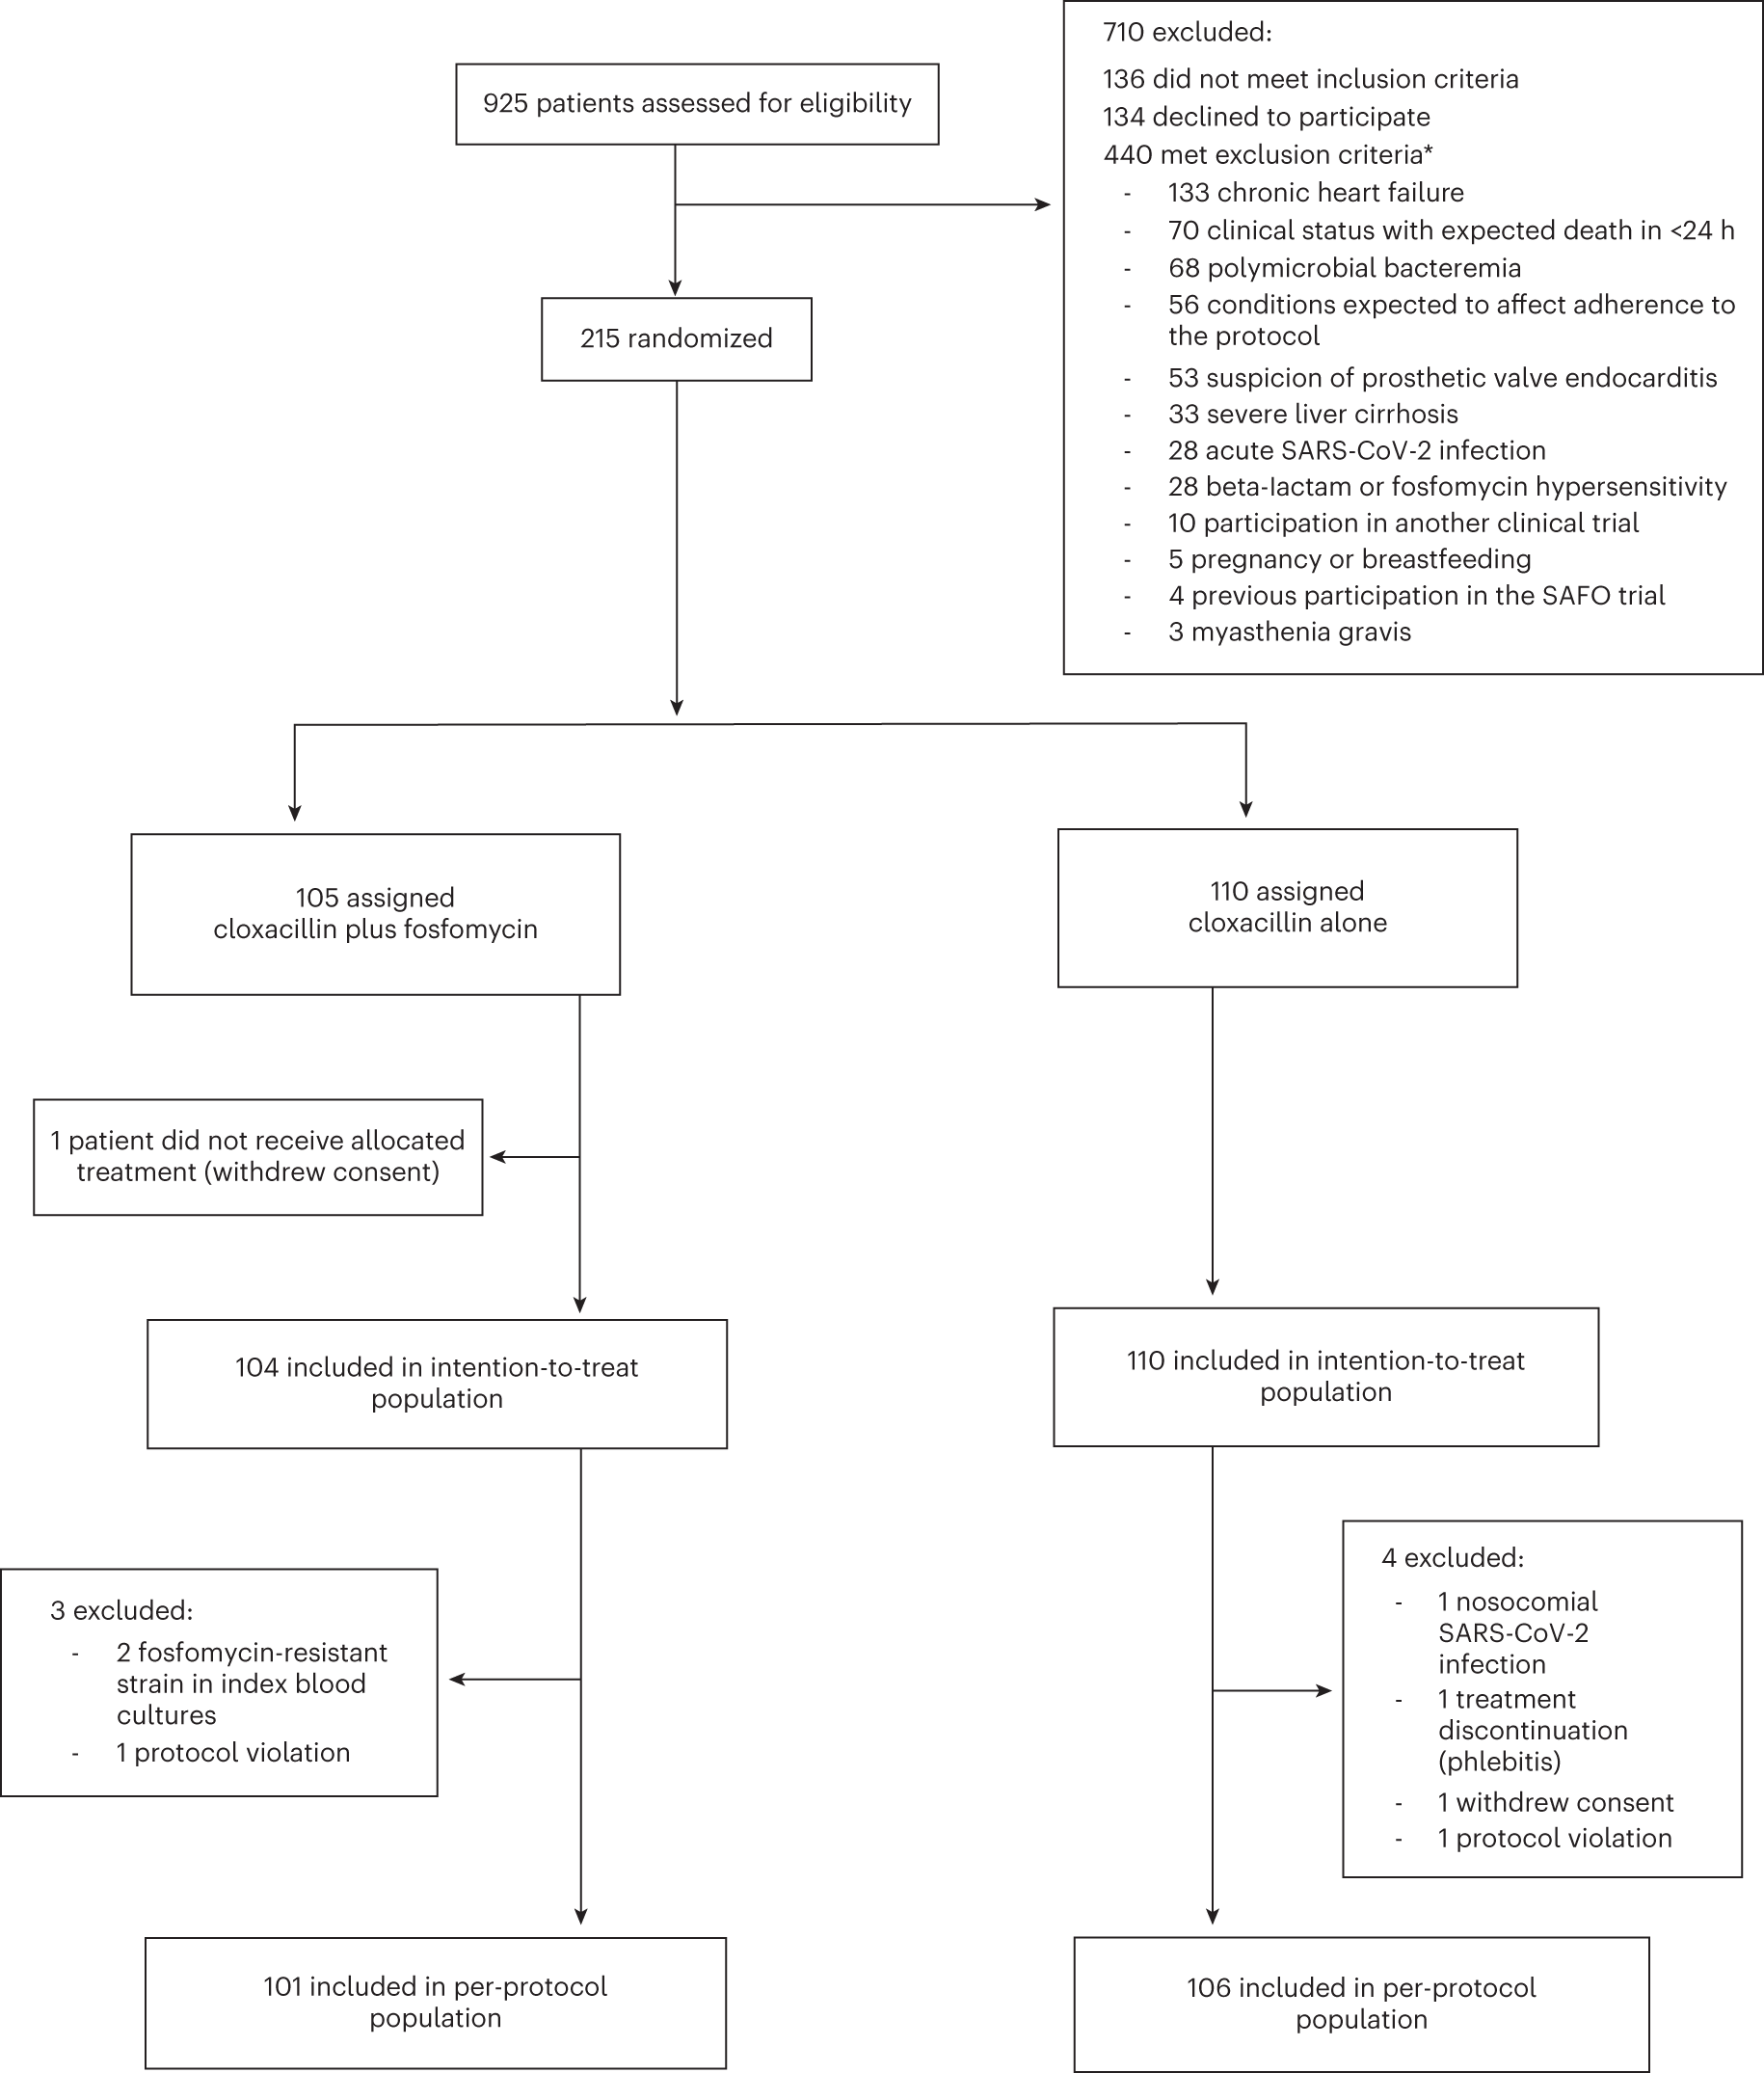 925 patients assessed for eligibility
710 excluded:
136 did not meet inclusion criteria
134 declined to participate
440 met exclusion criteria*
- 133 chronic heart failure
- 70 clinical status with expected death in <24 h
- 68 polymicrobial bacteremia
- 56 conditions expected to affect adherence to
the protocol
- 53 suspicion of prosthetic valve endocarditis
- 33 severe liver cirrhosis
- 28 acute SARS-CoV-2 infection
- 28 beta-lactam or fosfomycin hypersensitivity
- 10 participation in another clinical trial
- 5 pregnancy or breastfeeding
- 4 previous participation in the SAFO trial
- 3 myasthenia gravis
215 randomized
105 assigned
cloxacillin plus fosfomycin
110 assigned
cloxacillin alone
1 patient did not receive allocated
treatment (withdrew consent)
104 included in intention-to-treat
population
110 included in intention-to-treat
population
3 excluded:
- 2 fosfomycin-resistant
strain in index blood
cultures
- 1 protocol violation
4 excluded:
- 1 nosocomial
SARS-CoV-2
infection
- 1 treatment
discontinuation
(phlebitis)
- 1 withdrew consent
- 1 protocol violation
101 included in per-protocol
population
106 included in per-protocol
population